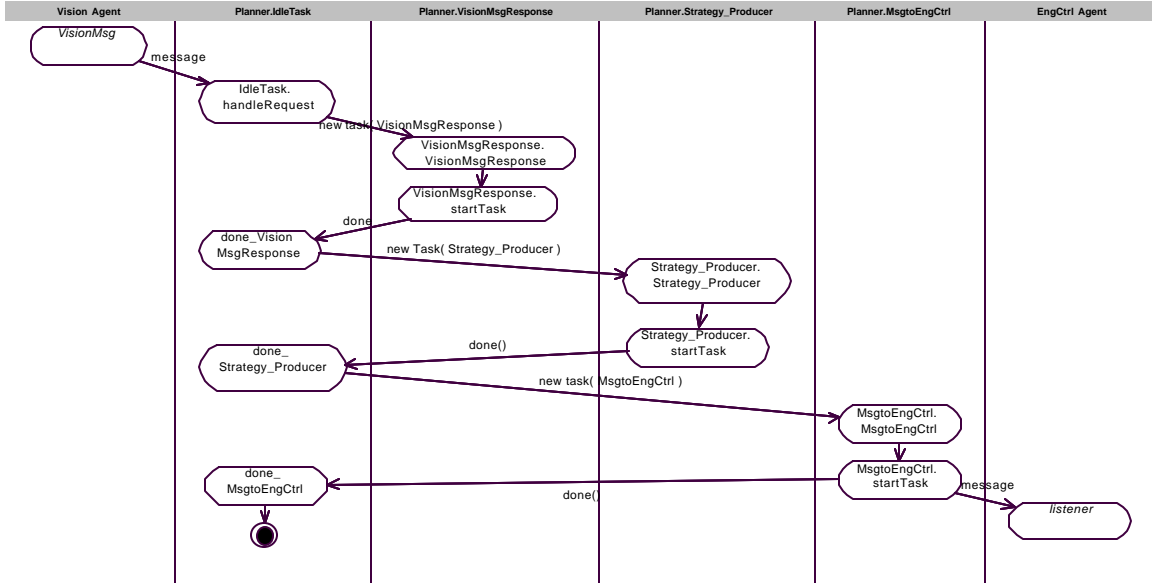 Vision Agent
Planner.IdleTask
Planner.VisionMsgResponse
Planner.Strategy_Producer
Planner.MsgtoEngCtrl
EngCtrl Agent
VisionMsg
message
IdleTask.
handleRequest
new task( VisionMsgResponse )
VisionMsgResponse.
VisionMsgResponse
VisionMsgResponse.
startTask
done
done_Vision
MsgResponse
new Task( Strategy_Producer )
Strategy_Producer.
Strategy_Producer
Strategy_Producer.
startTask
done()
done_
Strategy_Producer
new task( MsgtoEngCtrl )
MsgtoEngCtrl.
MsgtoEngCtrl
MsgtoEngCtrl.
startTask
done_
MsgtoEngCtrl
done()
message
listener